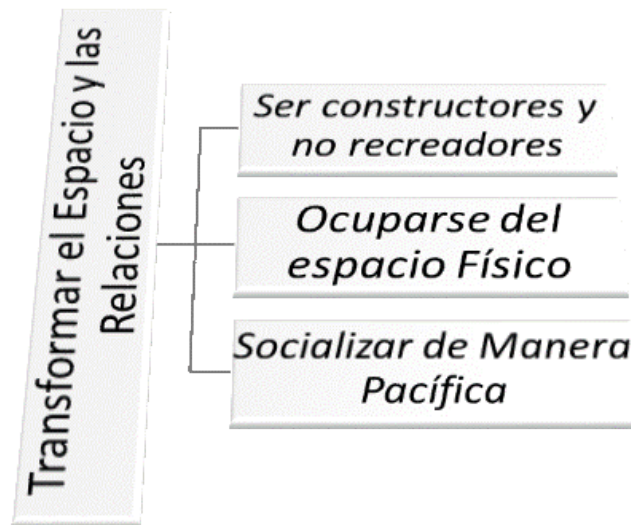 Transformar el Espacio y las
Relaciones
Ser constructores y
no recreadores
Ocuparse del
espacio Físico
Socializar de Manera
Pacífica